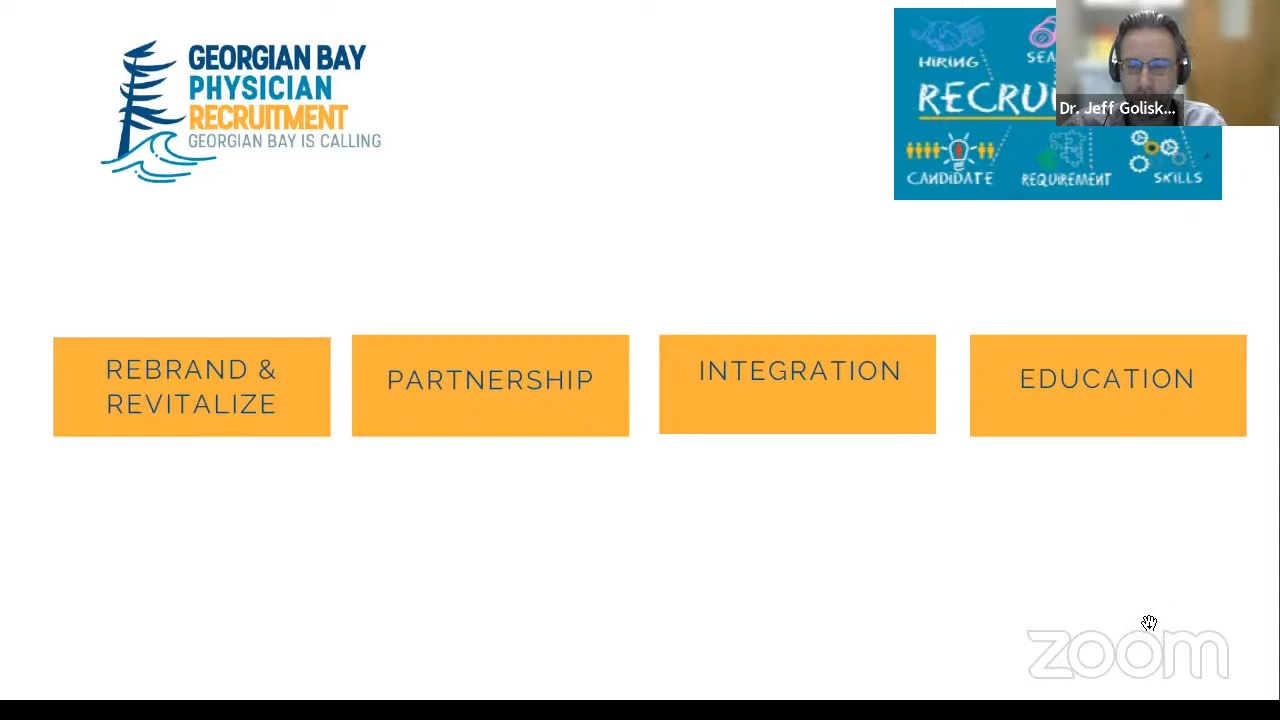 GEORGIAN BAY
PHYSICIAN
RECRUITMENT
GEORGIAN BAY IS CALLING
HIRING
SEA
RECRU
CANDIDATE
REQUIREMENT
SKILLS
Dr. Jeff Golisk...
REBRAND &
REVITALIZE
PARTNERSHIP
INTEGRATION
EDUCATION
zoom